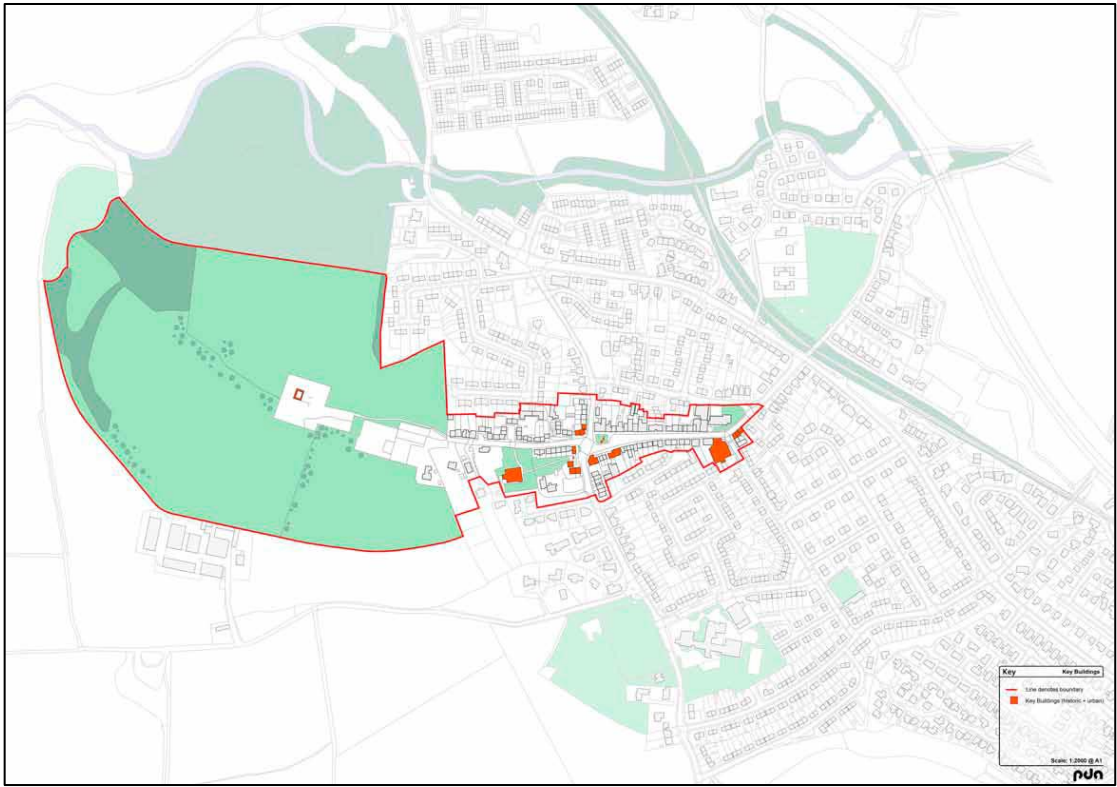 Key Key Buildings
Line denotes boundary
Key Buildings (historic + urban)
Scale: 1:2000 @ A1
pdn